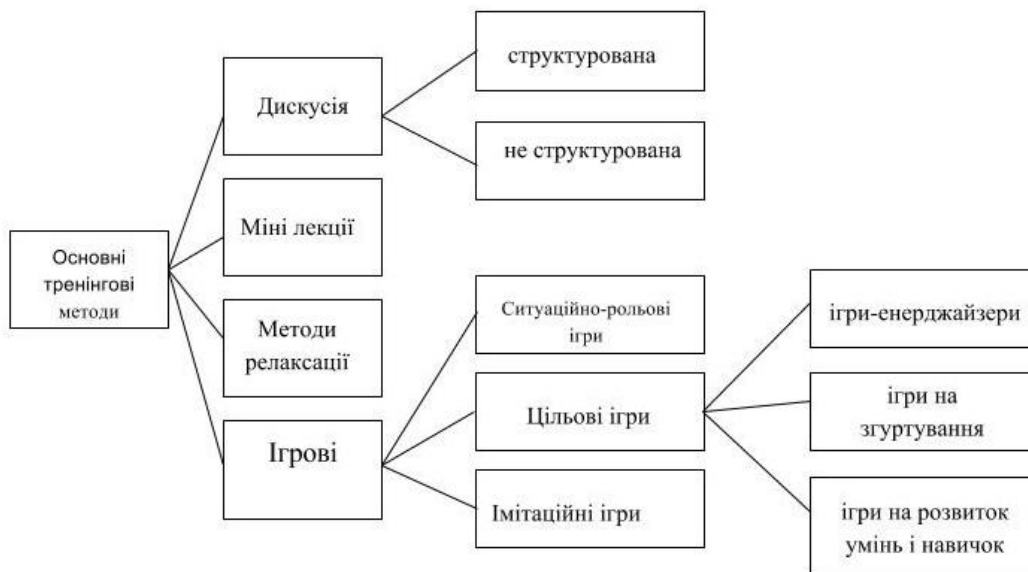 Основні
тренінгові
методи
Дискусія
структурована
не структурована
Міні лекції
Методи
релаксації
Ігрові
Ситуаційно-рольові
ігри
Цільові ігри
Імітаційні ігри
ігри-енерджайзери
ігри на
згуртування
ігри на розвиток
умінь і навичок